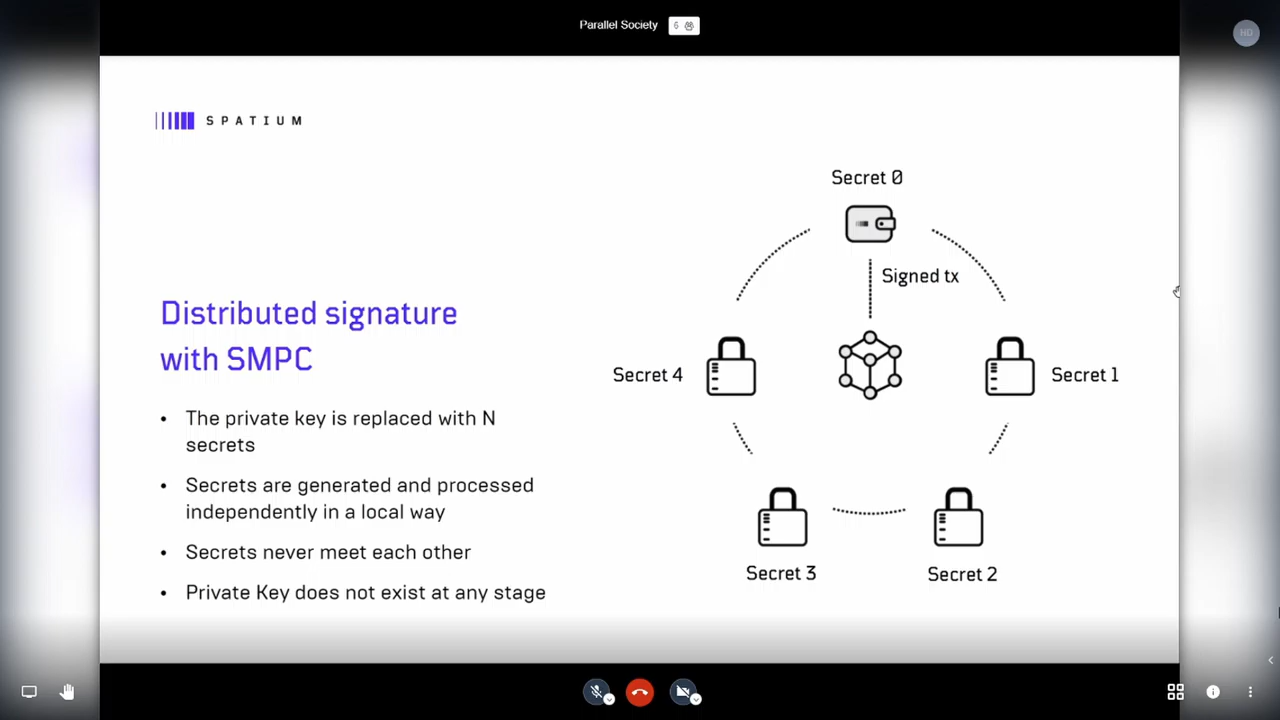 Parallel Society 6
HD
SPATIUM
Secret 0
Signed tx
Distributed signature
with SMPC
Secret 4
Secret 1
• The private key is replaced with N
secrets
• Secrets are generated and processed
independently in a local way
• Secrets never meet each other
• Private Key does not exist at any stage
Secret 3
Secret 2